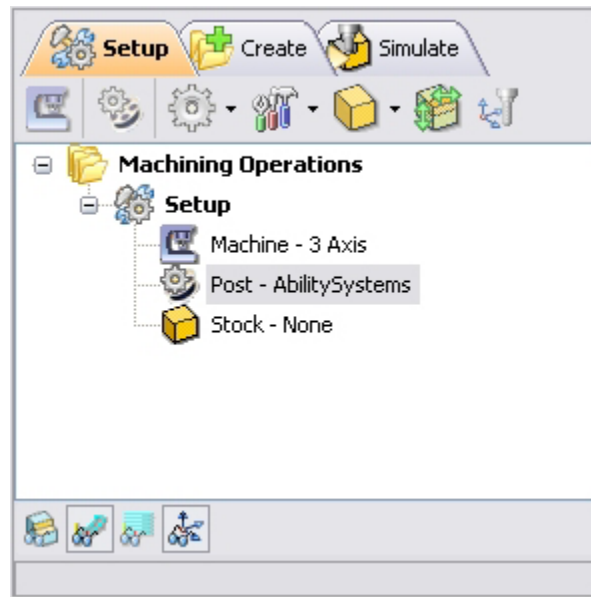 Setup Create Simulate
Machining Operations
Setup
Machine - 3 Axis
Post - AbilitySystems
Stock - None